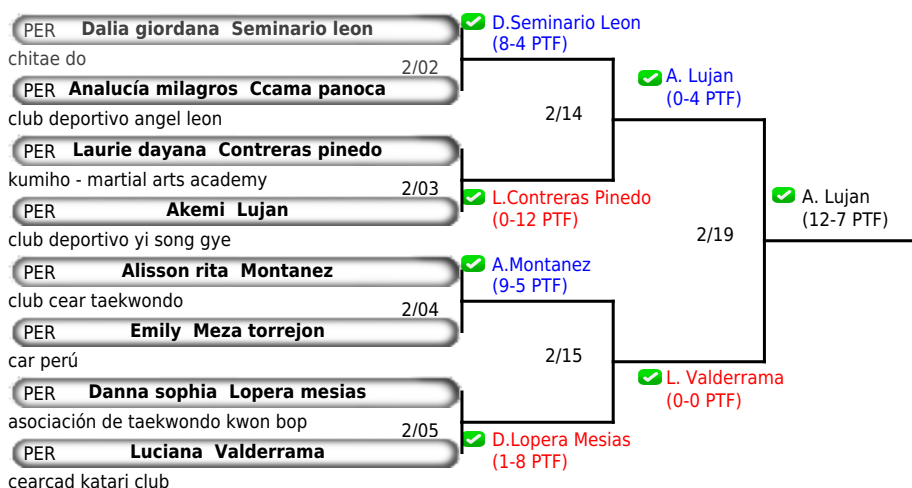 PER Dalia giordana Seminario leon
chitae do
2/02
PER Analucía milagros Ccama panoca
club deportivo angel leon
PER Laurie dayana Contreras pinedo
kumiho - martial arts academy
2/03
PER Akemi Lujan
club deportivo yi song gye
PER Alisson rita Montanez
club cear taekwondo
2/04
PER Emily Meza torrejon
car perú
PER Danna sophia Lopera mesias
asociación de taekwondo kwon bop
2/05
PER Luciana Valderrama
cearcad katari club
D.Seminario Leon
(8-4 PTF)
2/14
L.Contreras Pinedo
(0-12 PTF)
A.Montanez
(9-5 PTF)
2/15
D.Lopera Mesias
(1-8 PTF)
A. Lujan
(0-4 PTF)
2/19
L. Valderrama
(0-0 PTF)
A. Lujan
(12-7 PTF)